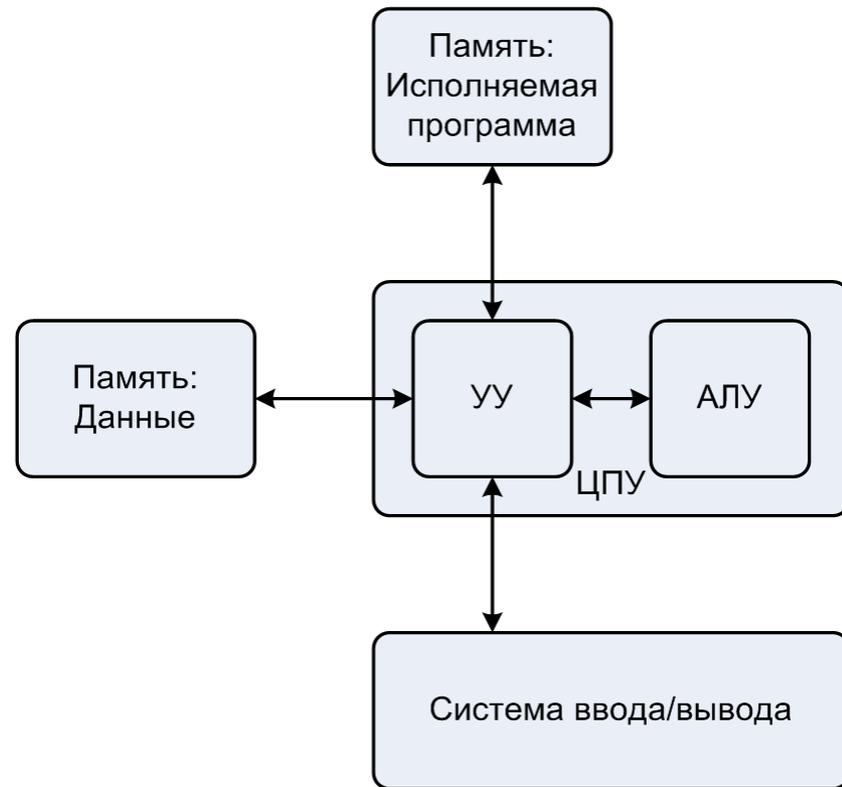 Память:
Исполняемая
программа
Память:
Данные
УУ
АЛУ
ЦПУ
Система ввода/вывода